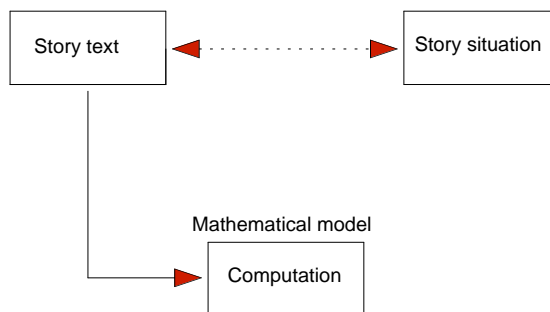 Story text
Story situation
Mathematical model
Computation